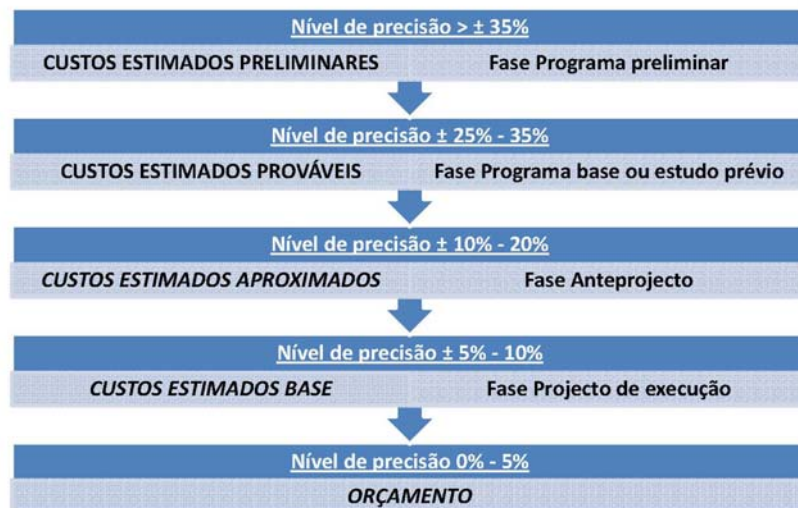 Nível de precisão > ± 35%
CUSTOS ESTIMADOS PRELIMINARES Fase Programa preliminar
Nível de precisão ± 25% - 35%
CUSTOS ESTIMADOS PROVÁVEIS Fase Programa base ou estudo prévio
Nível de precisão ± 10% - 20%
CUSTOS ESTIMADOS APROXIMADOS Fase Anteprojecto
Nível de precisão ± 5% - 10%
CUSTOS ESTIMADOS BASE Fase Projecto de execução
Nível de precisão 0% - 5%
ORÇAMENTO